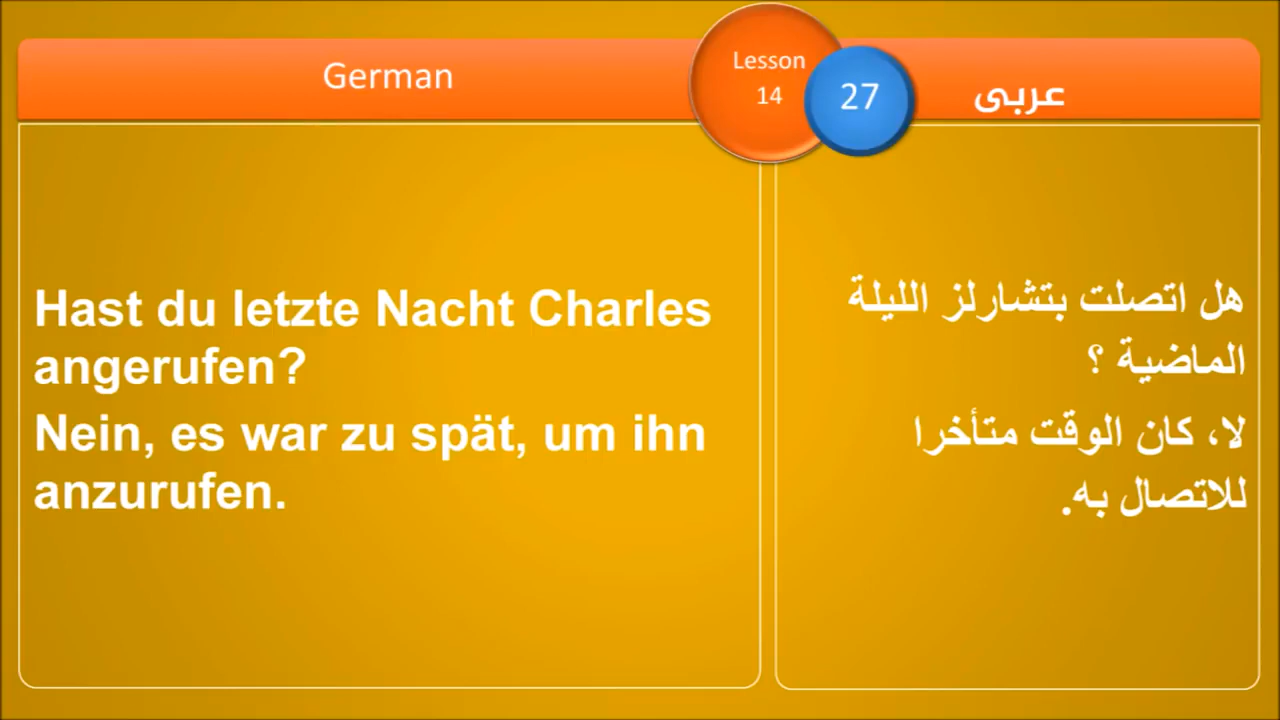 German
Lesson
14
27
عربى
Hast du letzte Nacht Charles
angerufen?
Nein, es war zu spät, um ihn
anzurufen.
هل اتصلت بتشارلز الليلة
الماضية ؟
لا، كان الوقت متأخرا
للاتصال به.